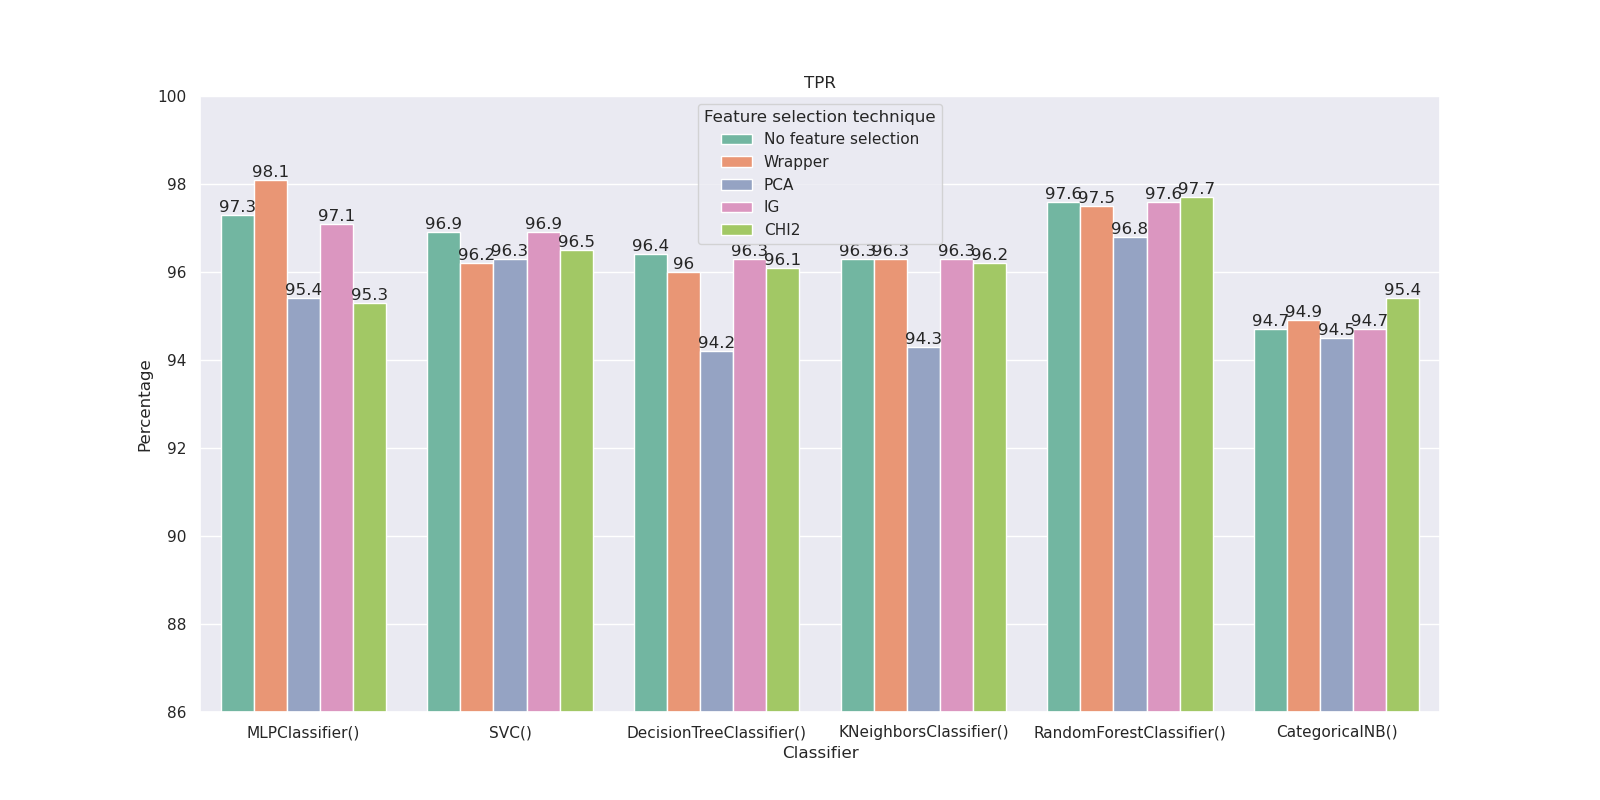 TPR
Feature selection technique
No feature selection
Wrapper
PCA
IG
CHI2
100
98
96
94
92
90
88
86
Percentage
97.3 98.1 95.4 97.1 95.3
96.9 96.2 96.3 96.9 96.5
96.4 96 94.2 96.3 96.1
96.3 96.3 94.3 96.3 96.2
97.6 97.5 96.8 97.6 97.7
94.7 94.9 94.5 94.7 95.4
MLPClassifier() SVC() DecisionTreeClassifier() KNeighborsClassifier() RandomForestClassifier() CategoricalNB()
Classifier